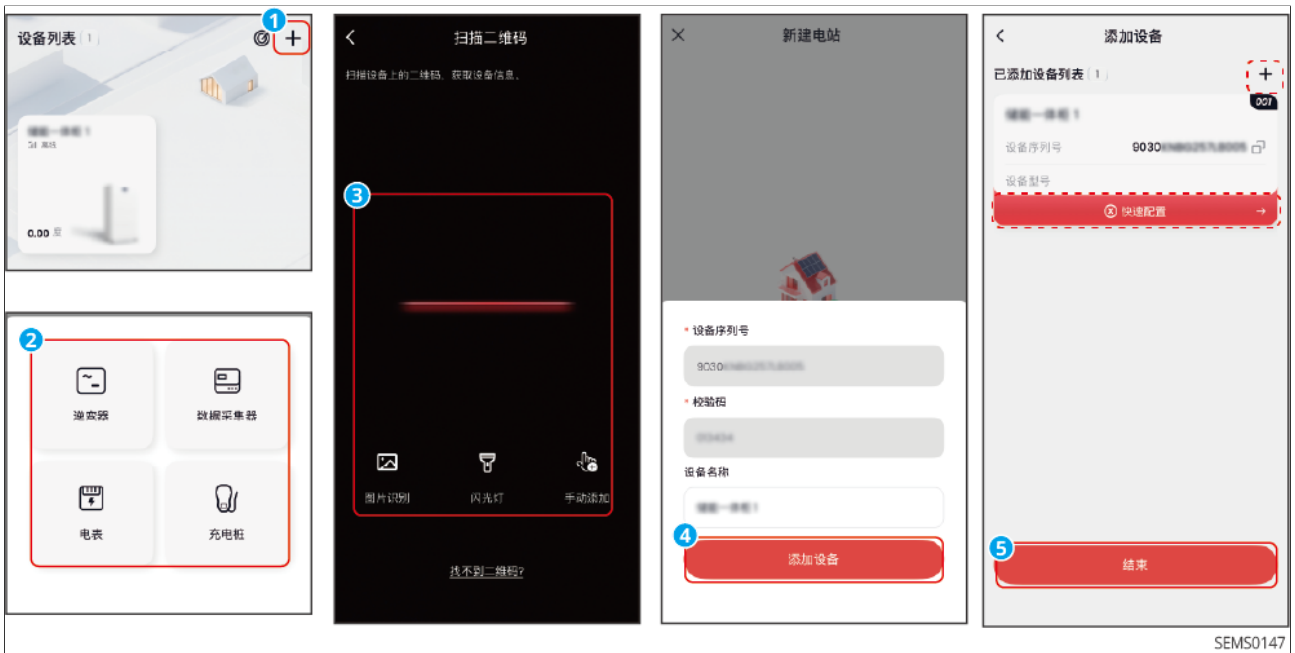 1
设备列表 1
0.00 度
2
逆变器
数据采集器
电表
充电桩
扫描二维码
扫描设备上的二维码，获取设备信息。
3
图片识别
闪光灯
手动添加
找不到二维码?
新建电站
* 设备序列号
9030
* 校验码
设备名称
4
添加设备
添加设备
已添加设备列表 1
001
设备序列号
9030
设备型号
快速配置
5
结束
SEMS0147